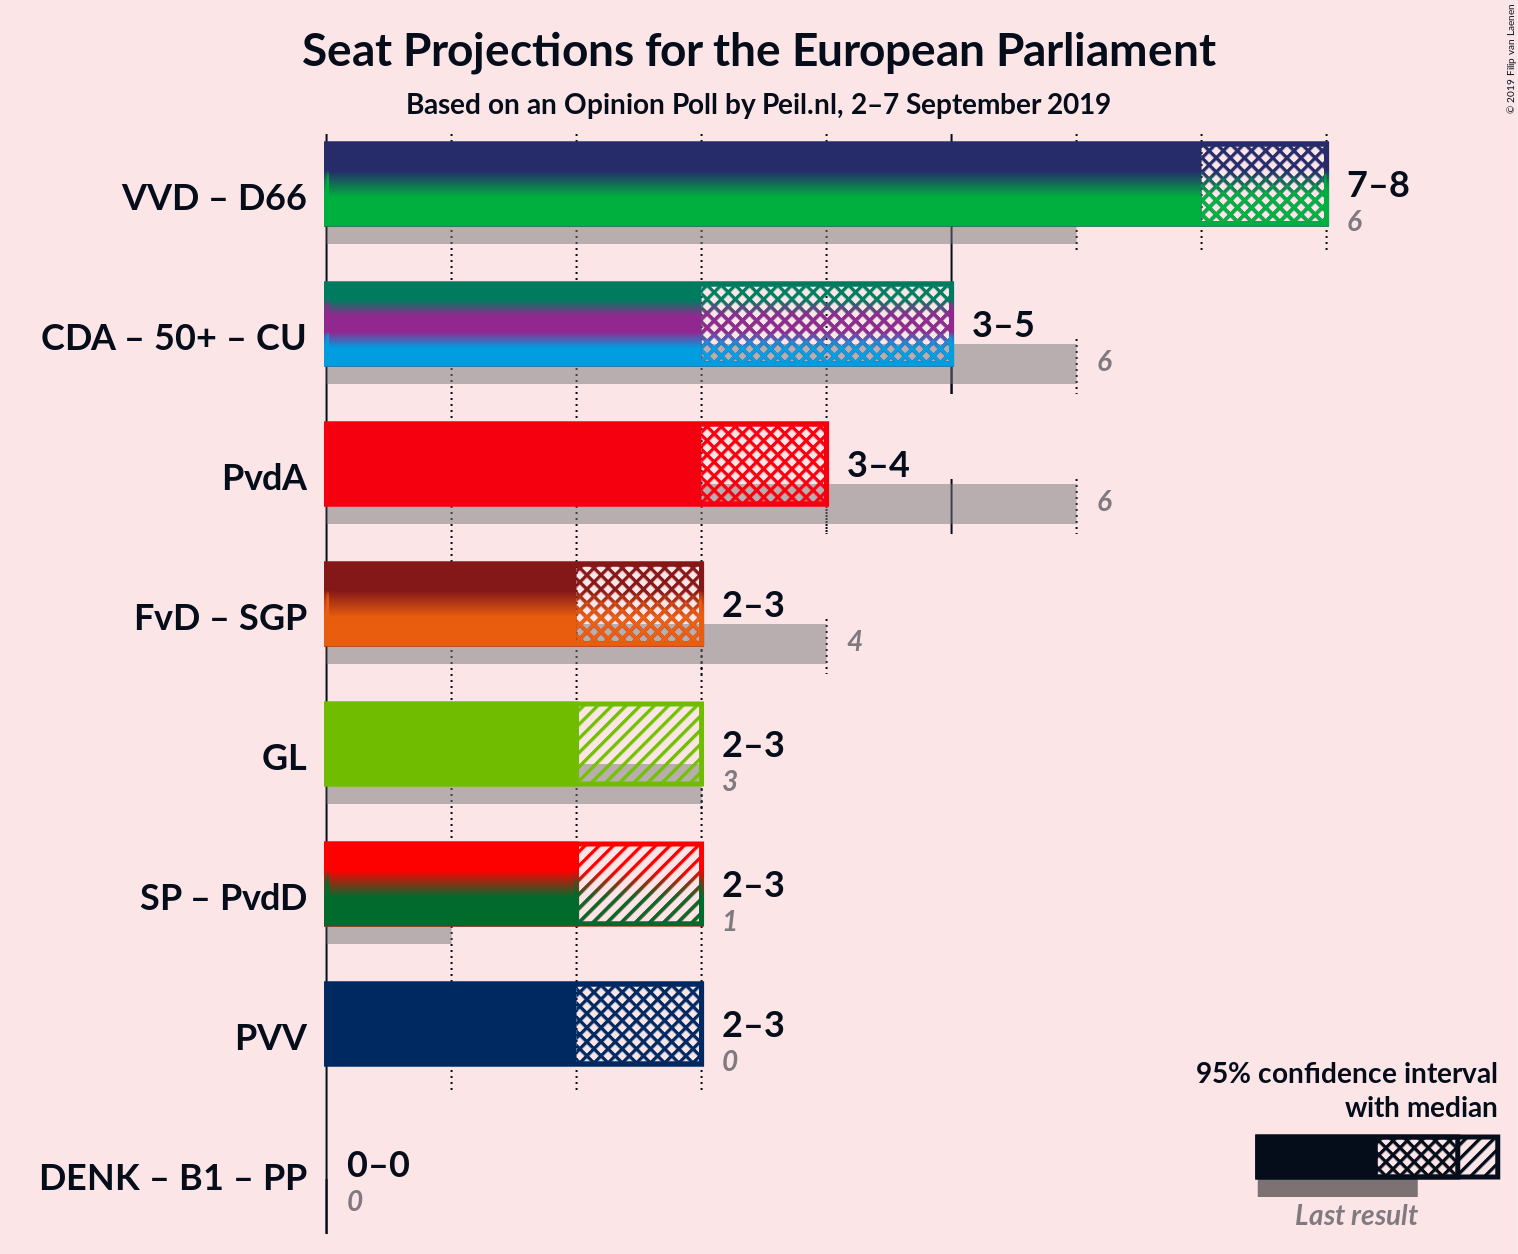 Seat Projections for the European Parliament
Based on an Opinion Poll by Peil.nl, 2–7 September 2019
© 2019 Filip van Laenen
VVD – D66
7–8
6
CDA – 50+ – CU
3–5
6
PvdA
3–4
6
FvD – SGP
2–3
4
GL
2–3
3
SP – PvdD
2–3
1
PVV
2–3
0
DENK – B1 – PP
0–0
0
95% confidence interval
with median
Last result